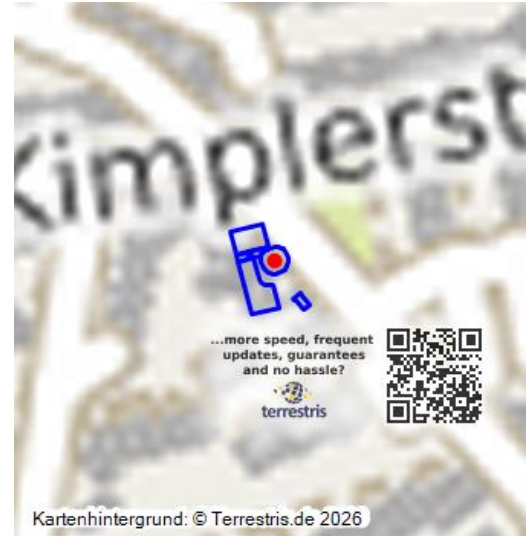 Kimplerst
...more speed, frequent
updates, guarantees
and no hassle?
terrestris
Kartenhintergrund: © Terrestris.de 2026